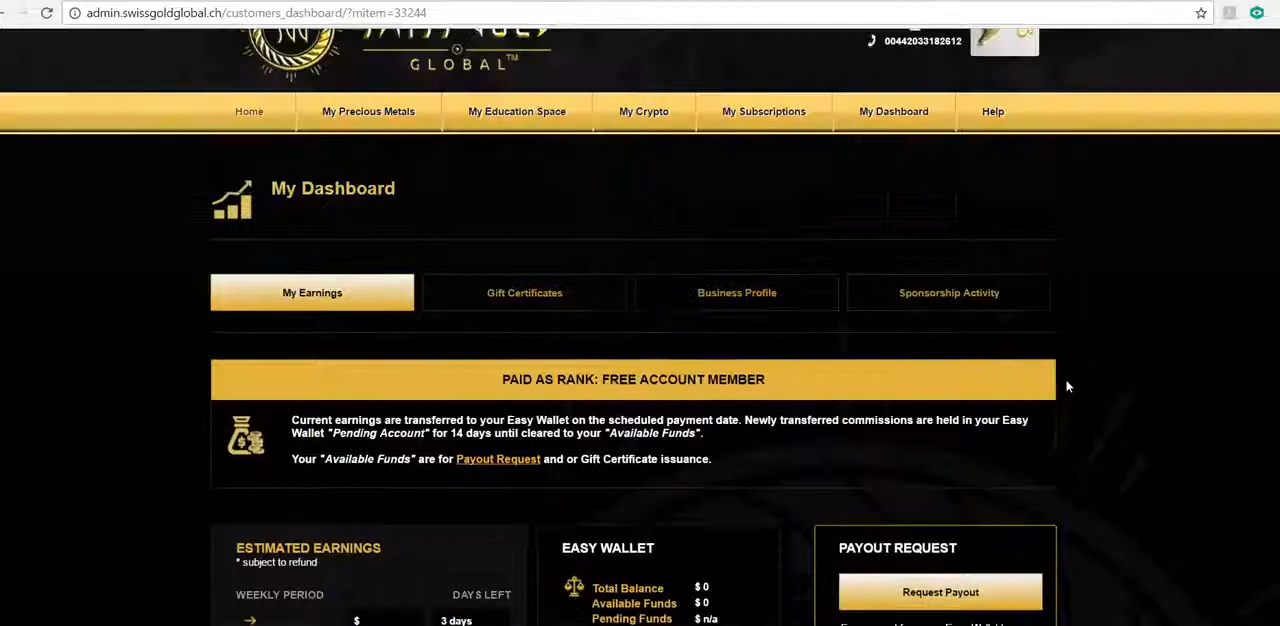 admin.swissgoldglobal.ch/customers_dashboard/?mitem=33244
GLOBAL™
00442033182612
Home My Precious Metals My Education Space My Crypto My Subscriptions My Dashboard Help
My Dashboard
My Earnings Gift Certificates Business Profile Sponsorship Activity
PAID AS RANK: FREE ACCOUNT MEMBER
Current earnings are transferred to your Easy Wallet on the scheduled payment date. Newly transferred commissions are held in your Easy
Wallet "Pending Account" for 14 days until cleared to your "Available Funds".
Your "Available Funds" are for Payout Request and or Gift Certificate issuance.
ESTIMATED EARNINGS
* subject to refund
WEEKLY PERIOD DAYS LEFT
$ 3 days
EASY WALLET
Total Balance $ 0
Available Funds $ 0
Pending Funds $ n/a
PAYOUT REQUEST
Request Payout